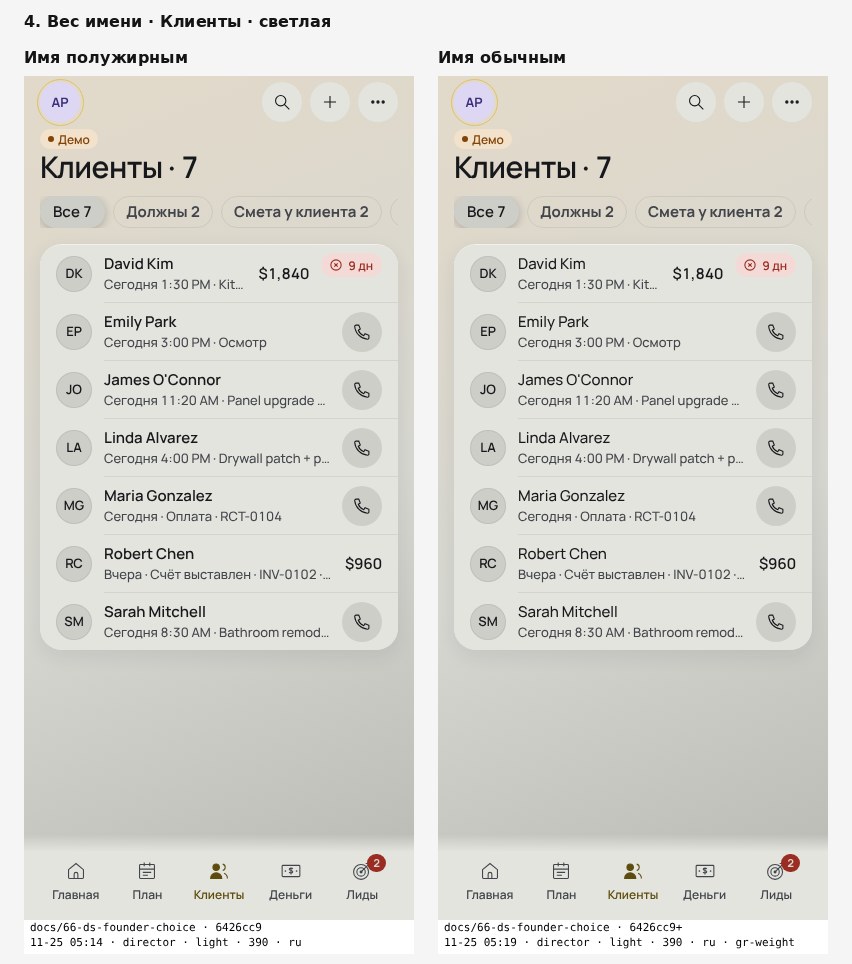 4. Вес имени · Клиенты · светлая
Имя полужирным
AP
Демо
Клиенты · 7
Все 7
Должны 2
Смета у клиента 2
DK
David Kim
Сегодня 1:30 PM · Kit...
$1,840
9 дн
EP
Emily Park
Сегодня 3:00 PM · Осмотр
JO
James O'Connor
Сегодня 11:20 AM · Panel upgrade ...
LA
Linda Alvarez
Сегодня 4:00 PM · Drywall patch + p...
MG
Maria Gonzalez
Сегодня · Оплата · RCT-0104
RC
Robert Chen
Вчера · Счёт выставлен · INV-0102 ·...
$960
SM
Sarah Mitchell
Сегодня 8:30 AM · Bathroom remod...
2
Главная
План
Клиенты
Деньги
Лиды
docs/66-ds-founder-choice · 6426cc9
11-25 05:14 · director · light · 390 · ru
Имя обычным
AP
Демо
Клиенты · 7
Все 7
Должны 2
Смета у клиента 2
DK
David Kim
Сегодня 1:30 PM · Kit...
$1,840
9 дн
EP
Emily Park
Сегодня 3:00 PM · Осмотр
JO
James O'Connor
Сегодня 11:20 AM · Panel upgrade ...
LA
Linda Alvarez
Сегодня 4:00 PM · Drywall patch + p...
MG
Maria Gonzalez
Сегодня · Оплата · RCT-0104
RC
Robert Chen
Вчера · Счёт выставлен · INV-0102 ·...
$960
SM
Sarah Mitchell
Сегодня 8:30 AM · Bathroom remod...
2
Главная
План
Клиенты
Деньги
Лиды
docs/66-ds-founder-choice · 6426cc9+
11-25 05:19 · director · light · 390 · ru · gr-weight